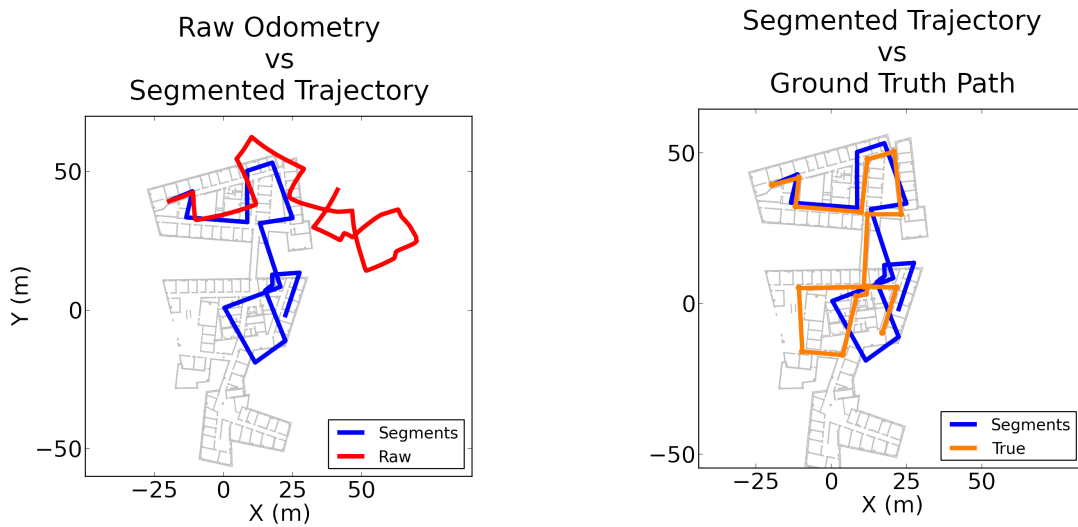 Raw Odometry
vs
Segmented Trajectory
50
0
−50
Y (m)
−25
0
25
50
X (m)
Segments
Raw
Segmented Trajectory
vs
Ground Truth Path
50
0
−50
−25
0
25
50
X (m)
Segments
True